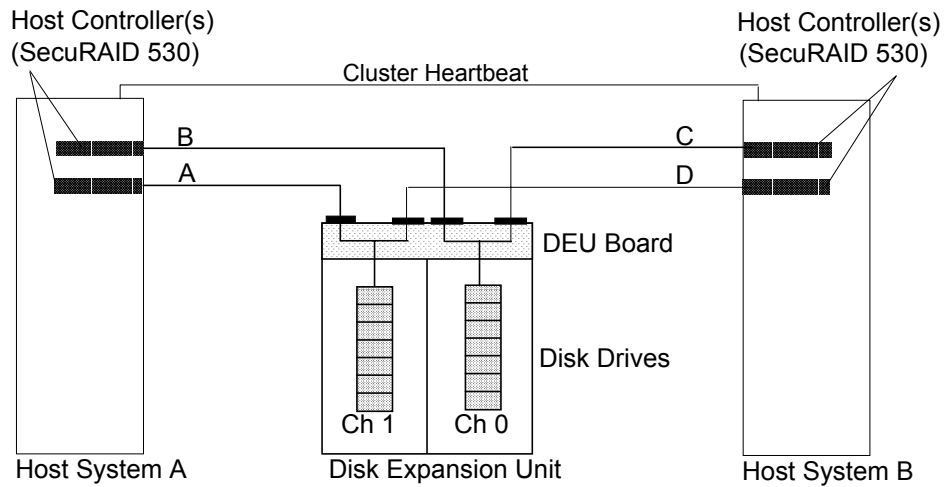 Host Controller(s)
(SecuRAID 530)
Host Controller(s)
(SecuRAID 530)
Cluster Heartbeat
B
C
A
D
DEU Board
Disk Drives
Ch 1
Ch 0
Host System A
Disk Expansion Unit
Host System B